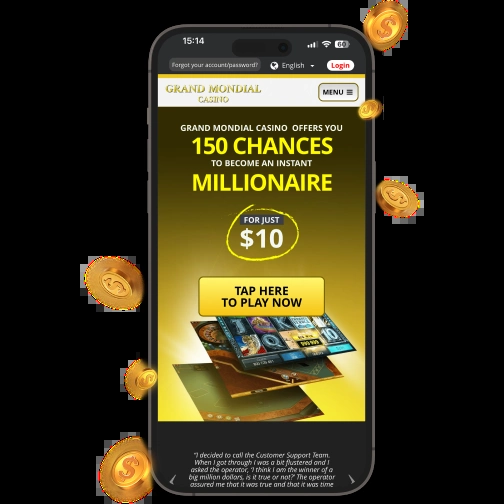 15:14
60
Forgot your account/password?
English
Login
GRAND MONDIAL
CASINO
MENU
GRAND MONDIAL CASINO OFFERS YOU
150 CHANCES
TO BECOME AN INSTANT
MILLIONAIRE
FOR JUST
$10
TAP HERE
TO PLAY NOW
"I decided to call the Customer Support Team.
When I got through I was a bit flustered and I
asked the operator, 'I think I am the winner of a
big million dollars, is it true or not?' The operator
assured me that it was true and that it was time